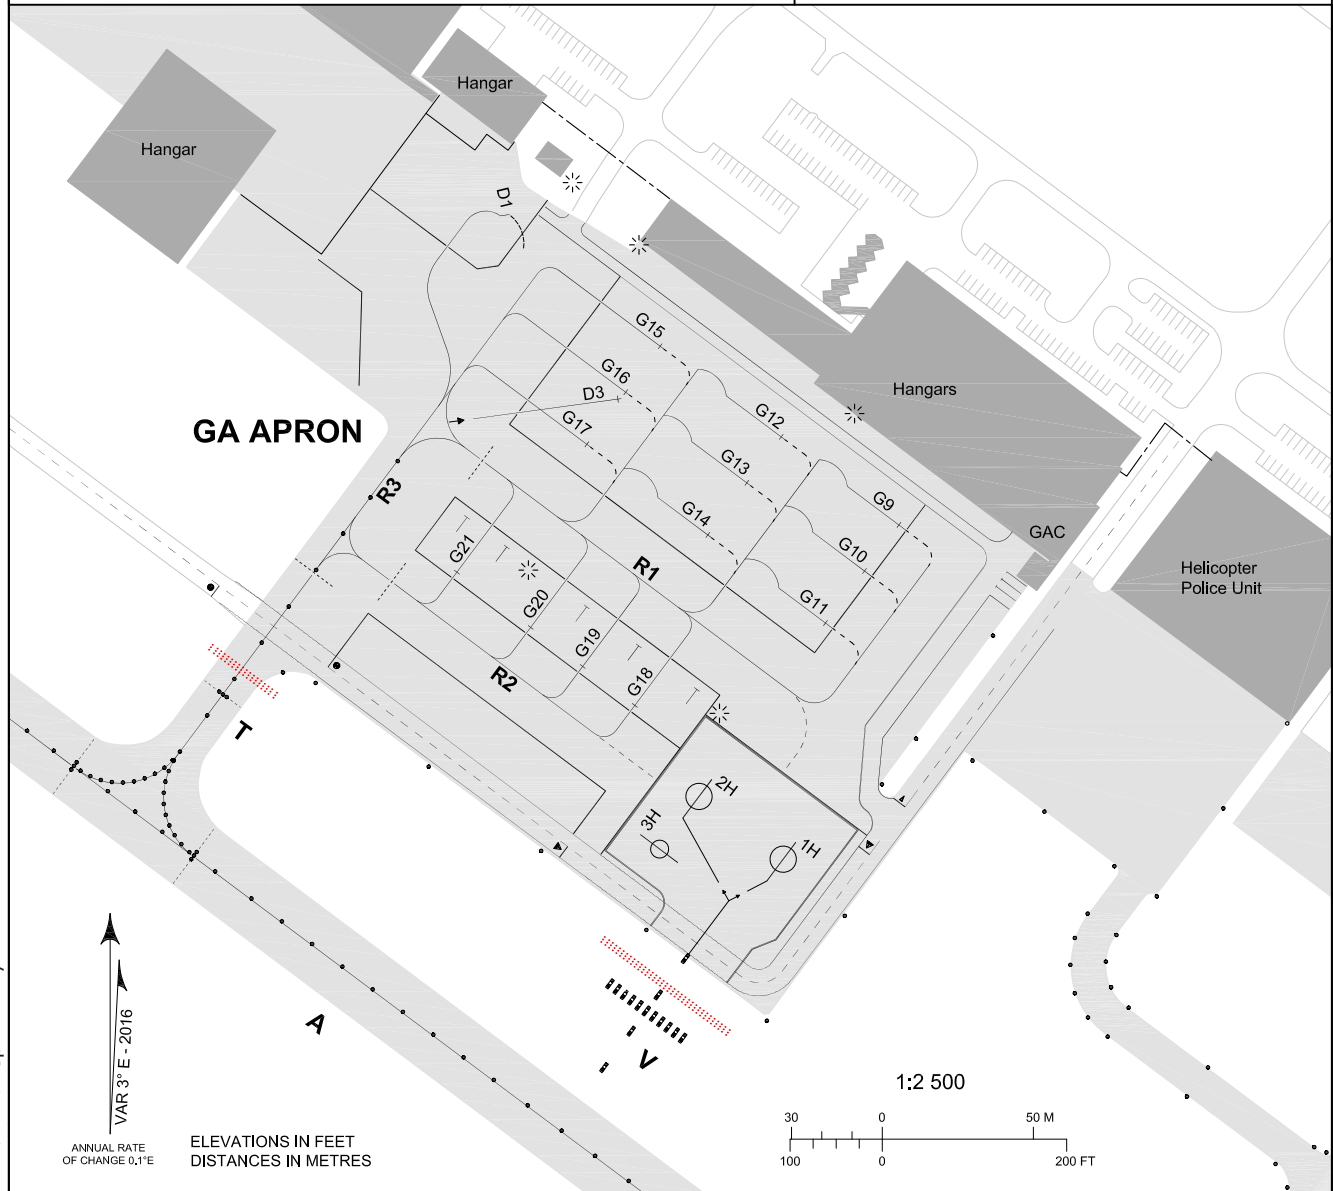 Hangar
Hangar
D1
G15
G16
D3
G17
G12
G13
G14
G9
G10
G11
Hangars
GAC
Helicopter
Police Unit
GA APRON
R3
R1
R2
G21
G20
G19
G18
T
2H
3H
1H
A
V
VAR 3° E - 2016
ANNUAL RATE
OF CHANGE 0.1°E
ELEVATIONS IN FEET
DISTANCES IN METRES
1:2 500
30 0 50 M
100 0 200 FT